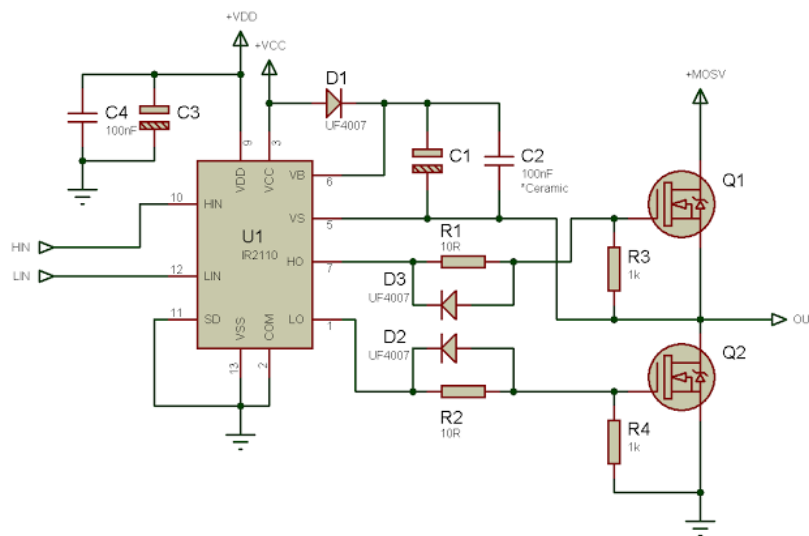 +VDD
+VCC
D1
UF4007
+MOSV
C4
100nF
C3
C1
C2
100nF
*Ceramic
9
3
VDD
VCC
VB
6
Q1
10
HIN
VS
5
U1
IR2110
R1
10R
R3
1k
HIN
LIN
12
LIN
HO
7
D3
UF4007
11
SD
LO
1
D2
UF4007
OU
VSS
COM
13
2
Q2
R2
10R
R4
1k